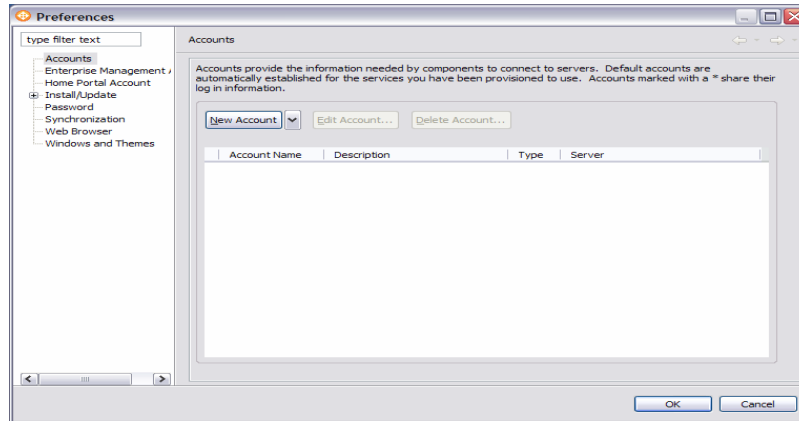 Preferences
type filter text
Accounts
Enterprise Management
Home Portal Account
Install/Update
Password
Synchronization
Web Browser
Windows and Themes
Accounts
Accounts provide the information needed by components to connect to servers. Default accounts are
automatically established for the services you have been provisioned to use. Accounts marked with a * share their
log in information.
New Account
Edit Account...
Delete Account...
Account Name Description Type Server
OK Cancel